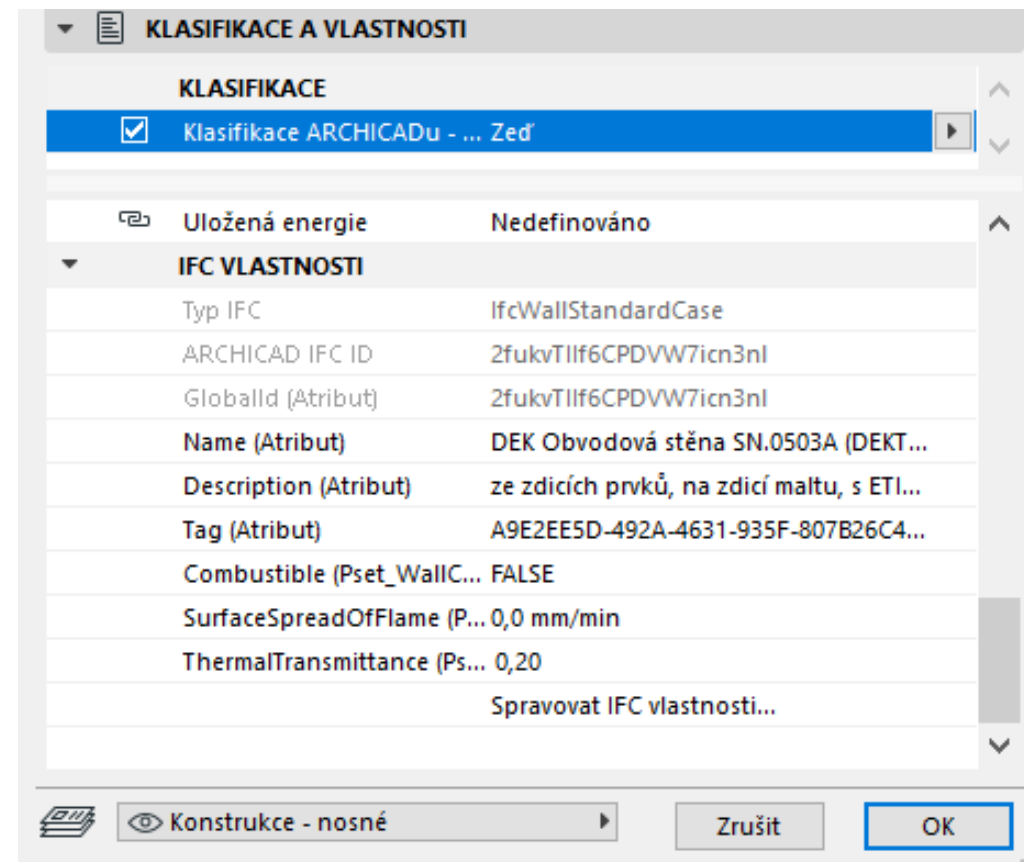 KLASIFIKACE A VLASTNOSTI
KLASIFIKACE
Klasifikace ARCHICADu - ... Zeď
Uložená energie Nedefinováno
IFC VLASTNOSTI
Typ IFC IfcWallStandardCase
ARCHICAD IFC ID 2fukvTIIf6CPDVW7icn3nI
GlobalId (Atribut) 2fukvTIIf6CPDVW7icn3nI
Name (Atribut) DEK Obvodová stěna SN.0503A (DEKT...
Description (Atribut) ze zdicích prvků, na zdicí maltu, s ETI...
Tag (Atribut) A9E2EE5D-492A-4631-935F-807B26C4...
Combustible (Pset_WallC... FALSE
SurfaceSpreadOfFlame (P... 0,0 mm/min
ThermalTransmittance (Ps... 0,20
Spravovat IFC vlastnosti...
Konstrukce - nosné Zrušit OK